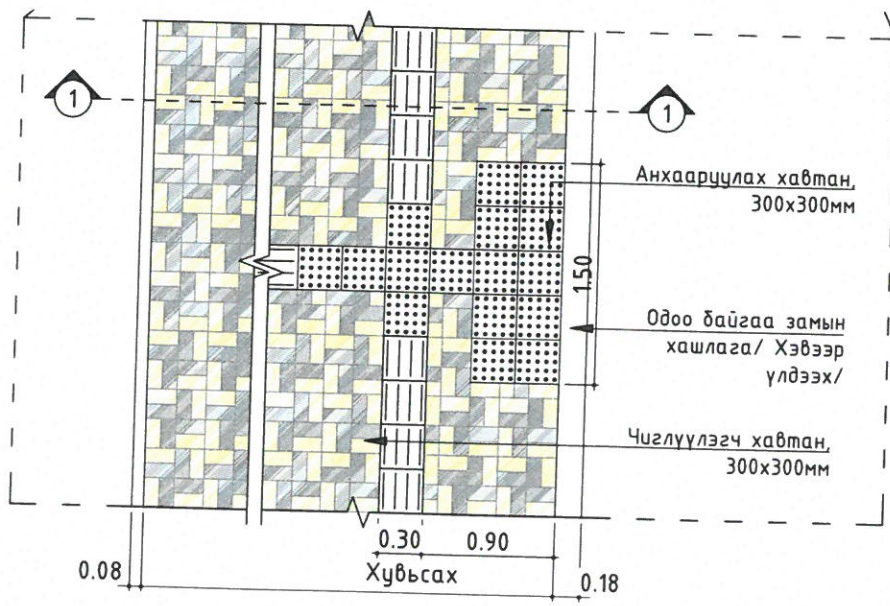 1
1
Анхааруулах хавтан,
300x300мм
1.50
Одоо байгаа замын
хашлага/ Хэвээр
үлдээх/
Чиглүүлэгч хавтан,
300x300мм
0.30
0.90
0.08
Хувьсах
0.18